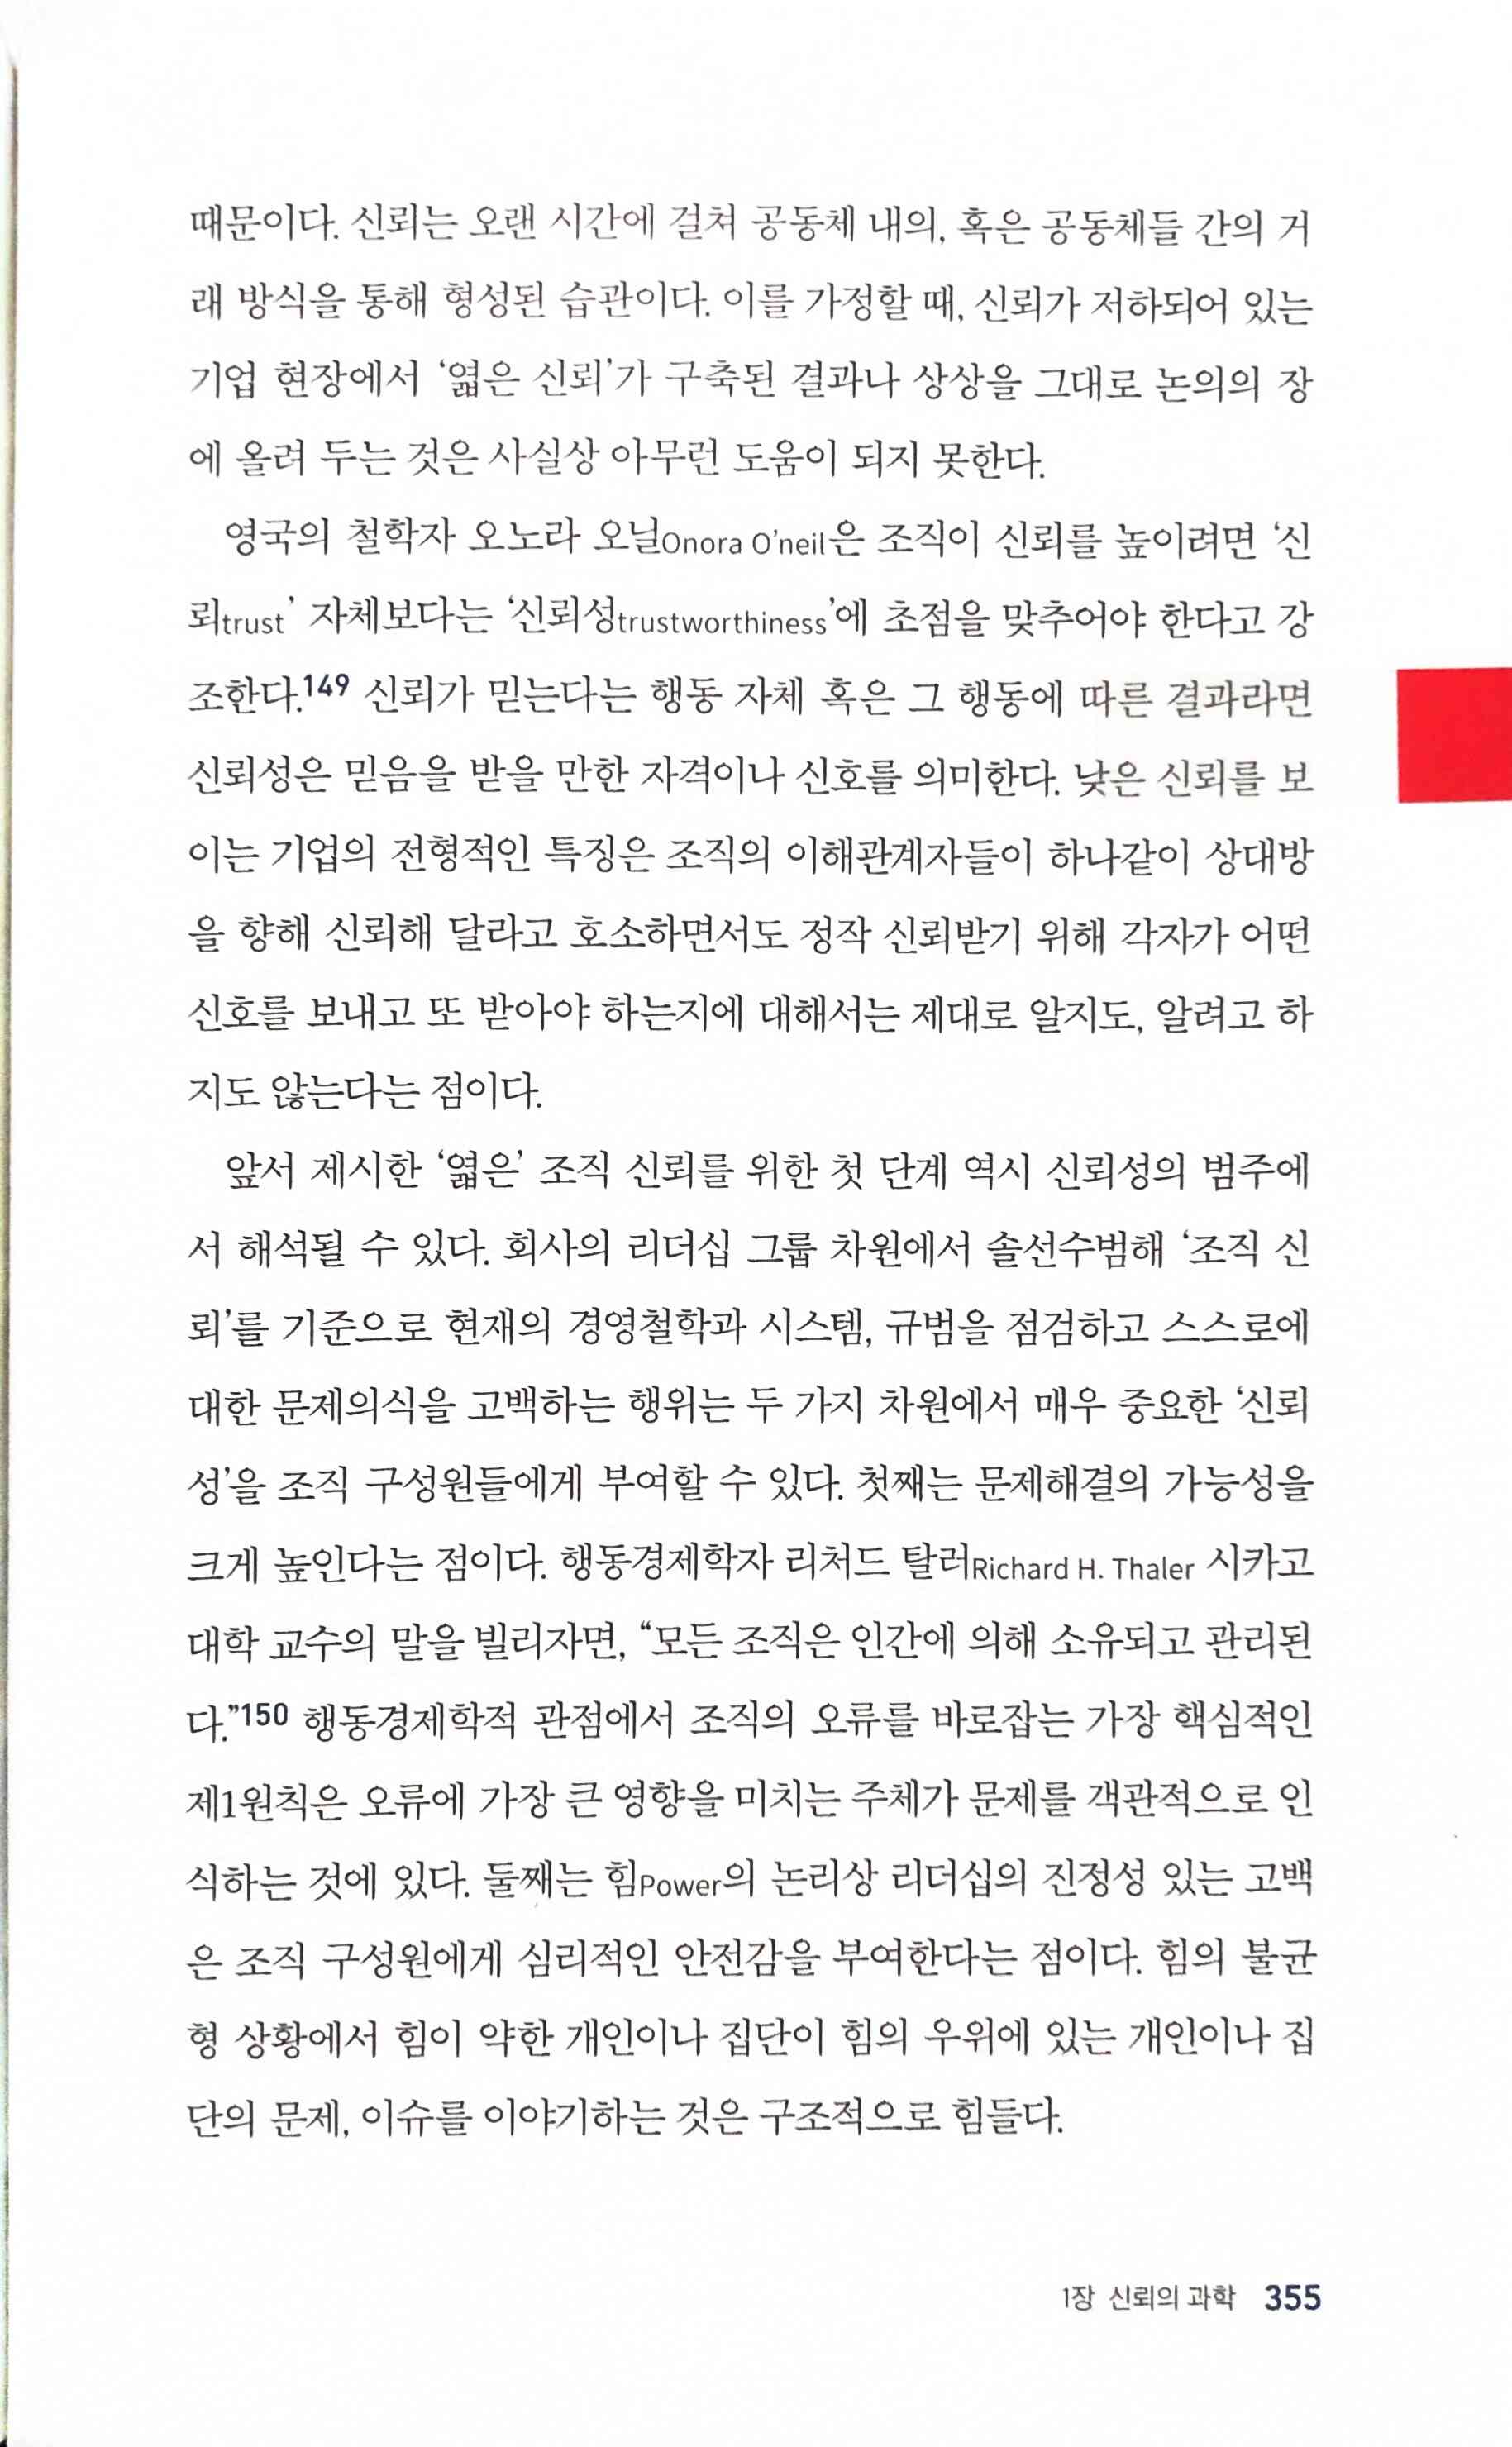 때문이다. 신뢰는 오랜 시간에 걸쳐 공동체 내의, 혹은 공동체들 간의 거
래 방식을 통해 형성된 습관이다. 이를 가정할 때, 신뢰가 저하되어 있는
기업 현장에서 ‘엷은 신뢰’가 구축된 결과나 상상을 그대로 논의의 장
에 올려 두는 것은 사실상 아무런 도움이 되지 못한다.
영국의 철학자 오노라 오닐Onora O'neil은 조직이 신뢰를 높이려면 ‘신
뢰trust’ 자체보다는 ‘신뢰성trustworthiness’에 초점을 맞추어야 한다고 강
조한다.149 신뢰가 믿는다는 행동 자체 혹은 그 행동에 따른 결과라면
신뢰성은 믿음을 받을 만한 자격이나 신호를 의미한다. 낮은 신뢰를 보
이는 기업의 전형적인 특징은 조직의 이해관계자들이 하나같이 상대방
을 향해 신뢰해 달라고 호소하면서도 정작 신뢰받기 위해 각자가 어떤
신호를 보내고 또 받아야 하는지에 대해서는 제대로 알지도, 알려고 하
지도 않는다는 점이다.
앞서 제시한 ‘엷은’ 조직 신뢰를 위한 첫 단계 역시 신뢰성의 범주에
서 해석될 수 있다. 회사의 리더십 그룹 차원에서 솔선수범해 ‘조직 신
뢰’를 기준으로 현재의 경영철학과 시스템, 규범을 점검하고 스스로에
대한 문제의식을 고백하는 행위는 두 가지 차원에서 매우 중요한 ‘신뢰
성’을 조직 구성원들에게 부여할 수 있다. 첫째는 문제해결의 가능성을
크게 높인다는 점이다. 행동경제학자 리처드 탈러Richard H. Thaler 시카고
대학 교수의 말을 빌리자면, “모든 조직은 인간에 의해 소유되고 관리된
다.”150 행동경제학적 관점에서 조직의 오류를 바로잡는 가장 핵심적인
제1원칙은 오류에 가장 큰 영향을 미치는 주체가 문제를 객관적으로 인
식하는 것에 있다. 둘째는 힘Power의 논리상 리더십의 진정성 있는 고백
은 조직 구성원에게 심리적인 안전감을 부여한다는 점이다. 힘의 불균
형 상황에서 힘이 약한 개인이나 집단이 힘의 우위에 있는 개인이나 집
단의 문제, 이슈를 이야기하는 것은 구조적으로 힘들다.
1장 신뢰의 과학 355